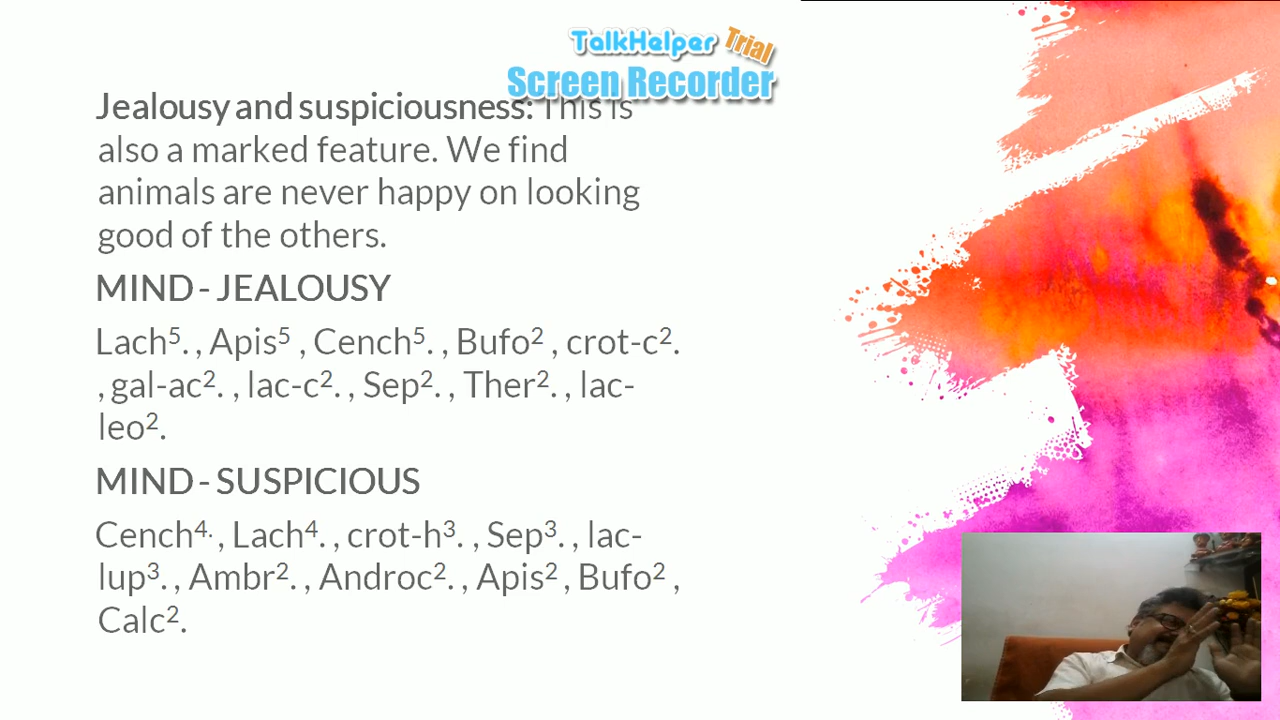 TalkHelper Trial
Screen Recorder
Jealousy and suspiciousness: This is
also a marked feature. We find
animals are never happy on looking
good of the others.
MIND - JEALOUSY
Lach⁵. , Apis⁵ , Cench⁵. , Bufo² , crot-c².
, gal-ac². , lac-c². , Sep². , Ther². , lac-
leo².
MIND - SUSPICIOUS
Cench⁴· , Lach⁴. , crot-h³. , Sep³. , lac-
lup³. , Ambr². , Androc². , Apis² , Bufo² ,
Calc².